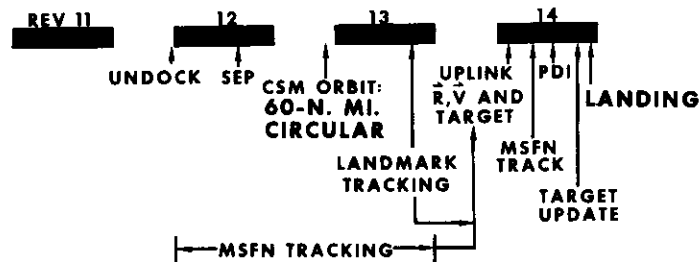 REV 11
12
13
14
UNDOCK
SEP
CSM ORBIT:
60-N. MI.
CIRCULAR
LANDMARK
TRACKING
UPLINK
R,V AND
TARGET
PDI
LANDING
MSFN
TRACK
TARGET
UPDATE
MSFN TRACKING